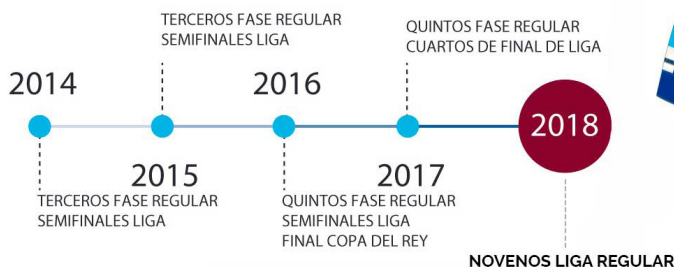 2014
TERCEROS FASE REGULAR
SEMIFINALES LIGA
2015
TERCEROS FASE REGULAR
SEMIFINALES LIGA
2016
QUINTOS FASE REGULAR
SEMIFINALES LIGA
FINAL COPA DEL REY
2017
QUINTOS FASE REGULAR
CUARTOS DE FINAL DE LIGA
2018
NOVENOS LIGA REGULAR